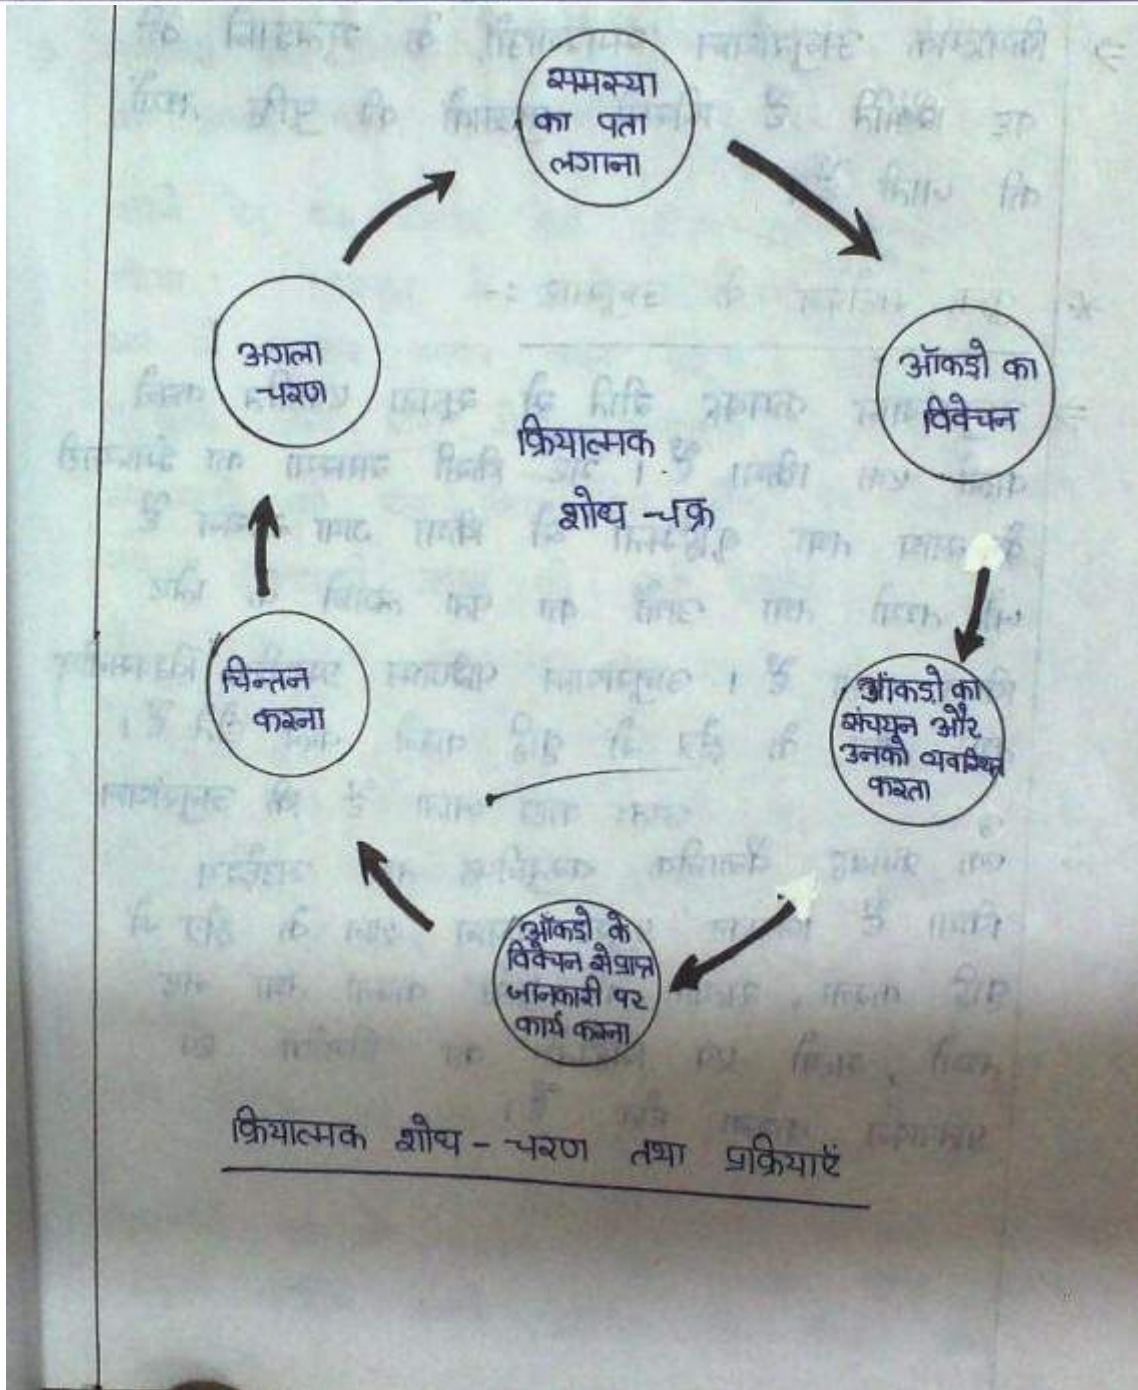 समस्या
का पता
लगाना
ऑकडो का
विवेचन
ऑकडो का
संचयन और
उनको व्यवस्थित
करता
ऑकडो के
विवेचन से प्राप्त
जानकारी पर
कार्य करना
चिन्तन
करना
अगला
चरण
क्रियात्मक
शोध-चक्र
क्रियात्मक शोध - चरण तथा प्रक्रियाएँ